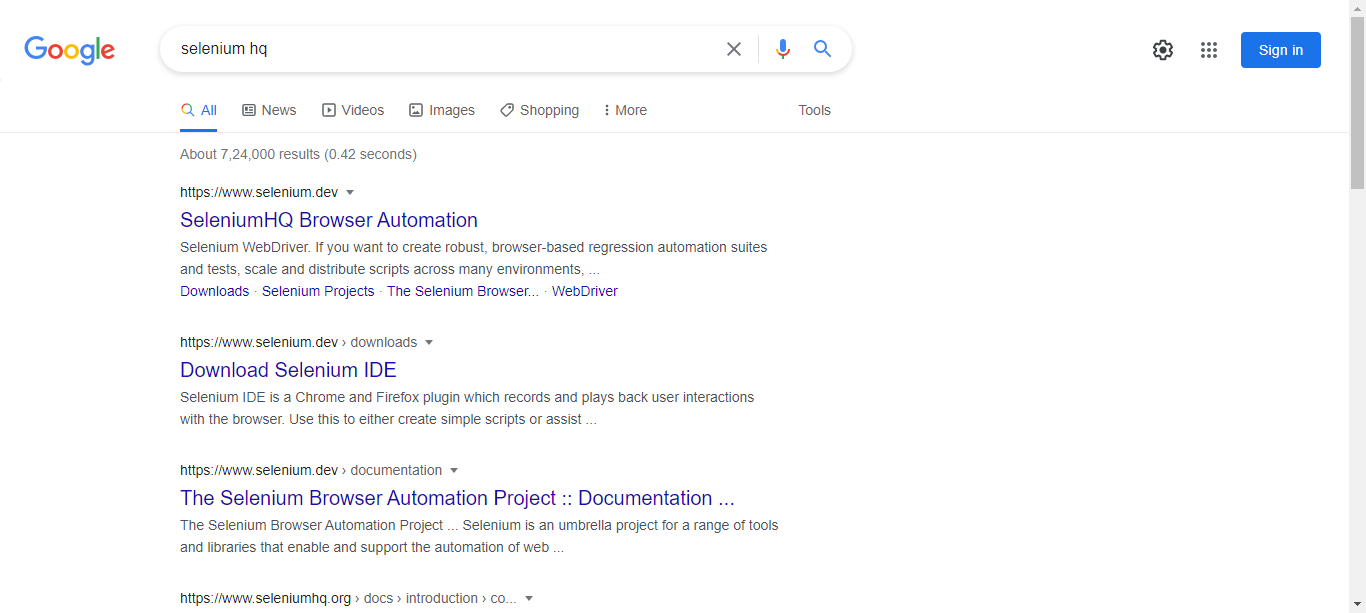 Google
selenium hq
Sign in
All News Videos Images Shopping More Tools
About 7,24,000 results (0.42 seconds)
https://www.selenium.dev
SeleniumHQ Browser Automation
Selenium WebDriver. If you want to create robust, browser-based regression automation suites
and tests, scale and distribute scripts across many environments, ...
Downloads · Selenium Projects · The Selenium Browser... · WebDriver
https://www.selenium.dev › downloads
Download Selenium IDE
Selenium IDE is a Chrome and Firefox plugin which records and plays back user interactions
with the browser. Use this to either create simple scripts or assist ...
https://www.selenium.dev › documentation
The Selenium Browser Automation Project :: Documentation ...
The Selenium Browser Automation Project ... Selenium is an umbrella project for a range of tools
and libraries that enable and support the automation of web ...
https://www.seleniumhq.org › docs › introduction › co...